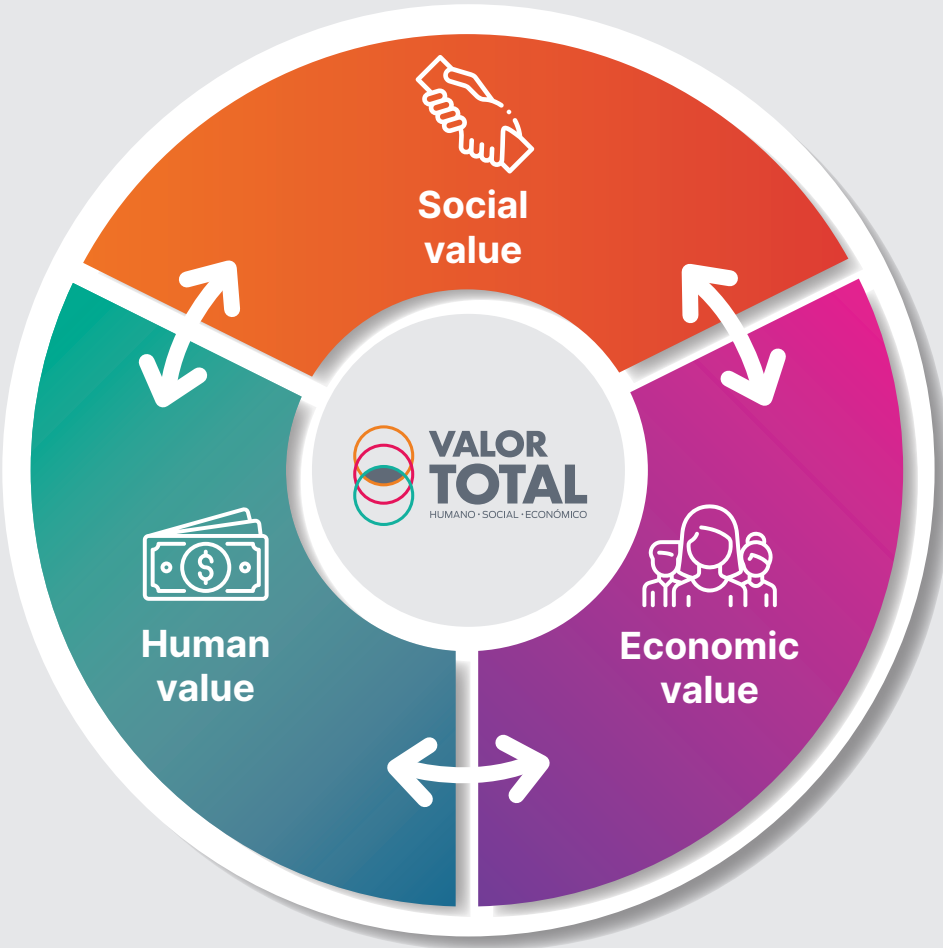 Social
value
VALOR
TOTAL
HUMANO · SOCIAL · ECONÓMICO
$
Human
value
Economic
value